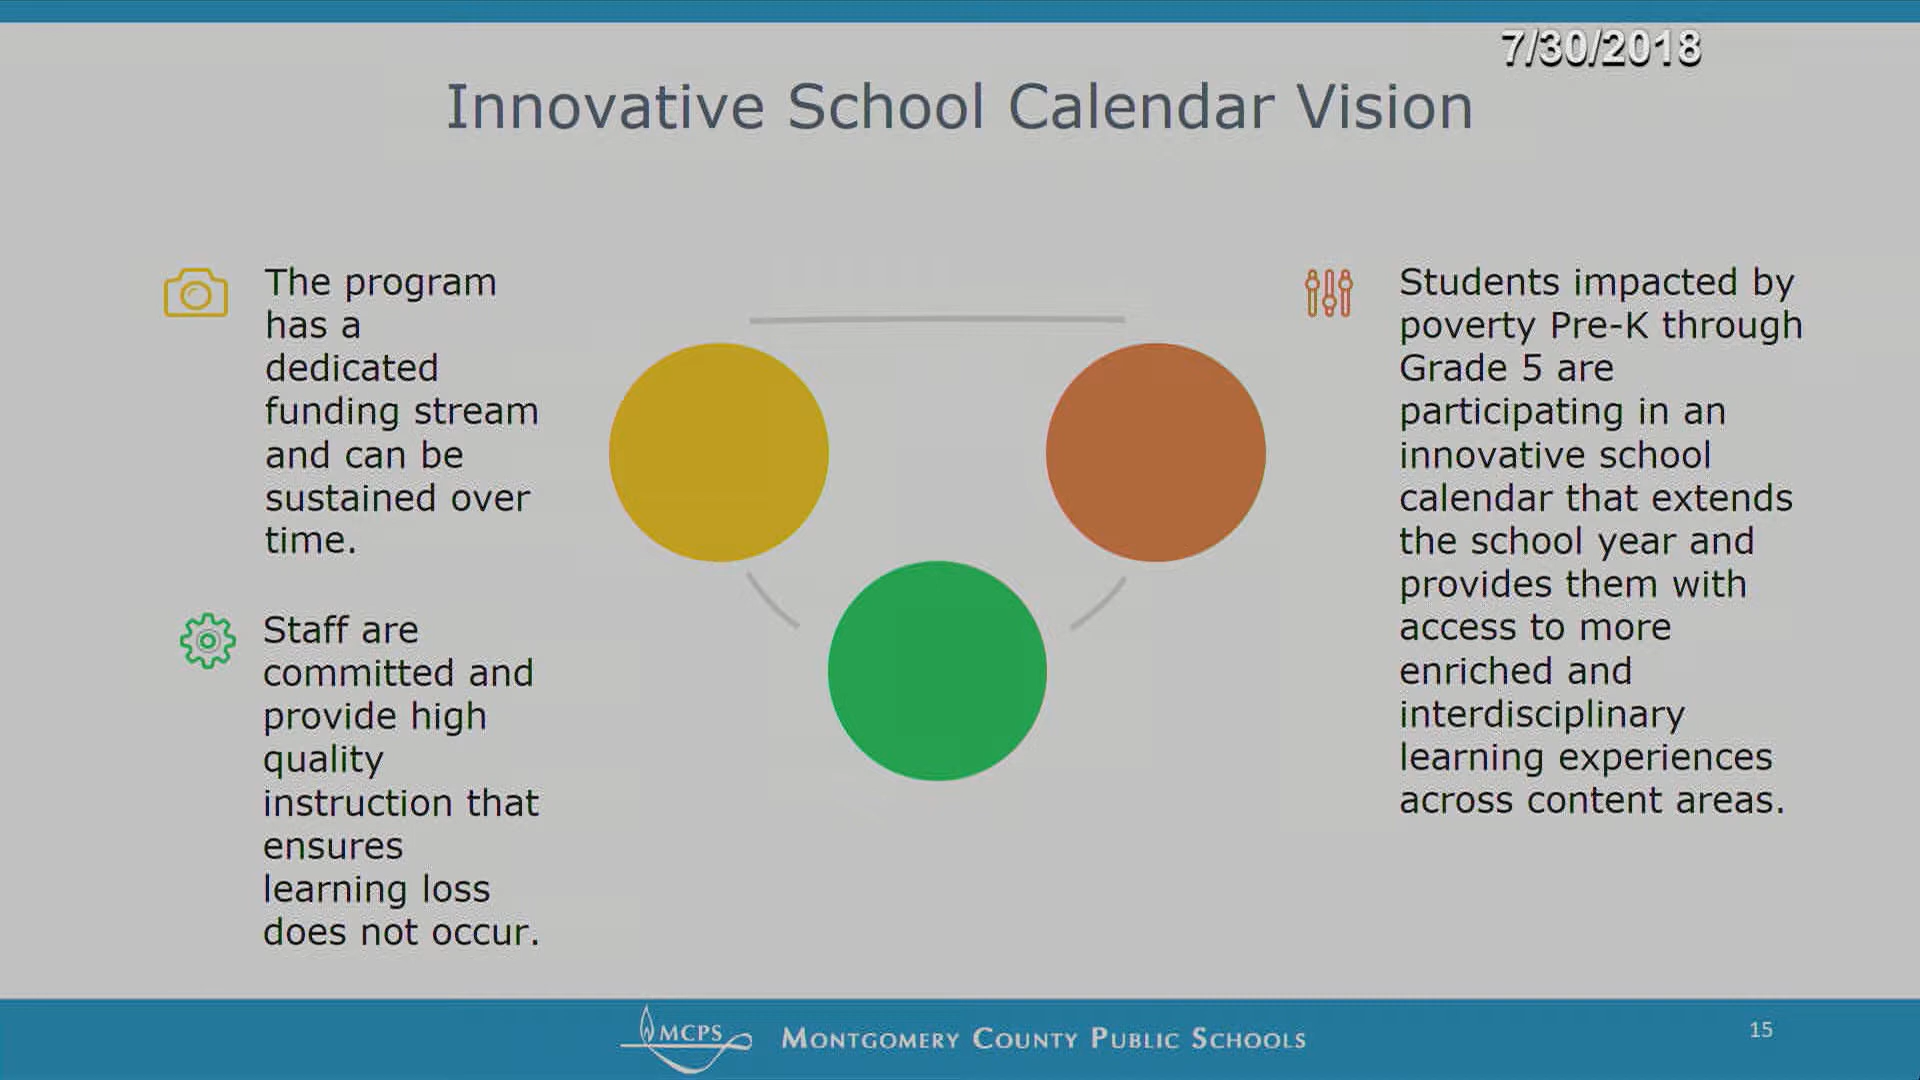 7/30/2018
Innovative School Calendar Vision
The program
has a
dedicated
funding stream
and can be
sustained over
time.
Staff are
committed and
provide high
quality
instruction that
ensures
learning loss
does not occur.
Students impacted by
poverty Pre-K through
Grade 5 are
participating in an
innovative school
calendar that extends
the school year and
provides them with
access to more
enriched and
interdisciplinary
learning experiences
across content areas.
MCPS
MONTGOMERY COUNTY PUBLIC SCHOOLS
15